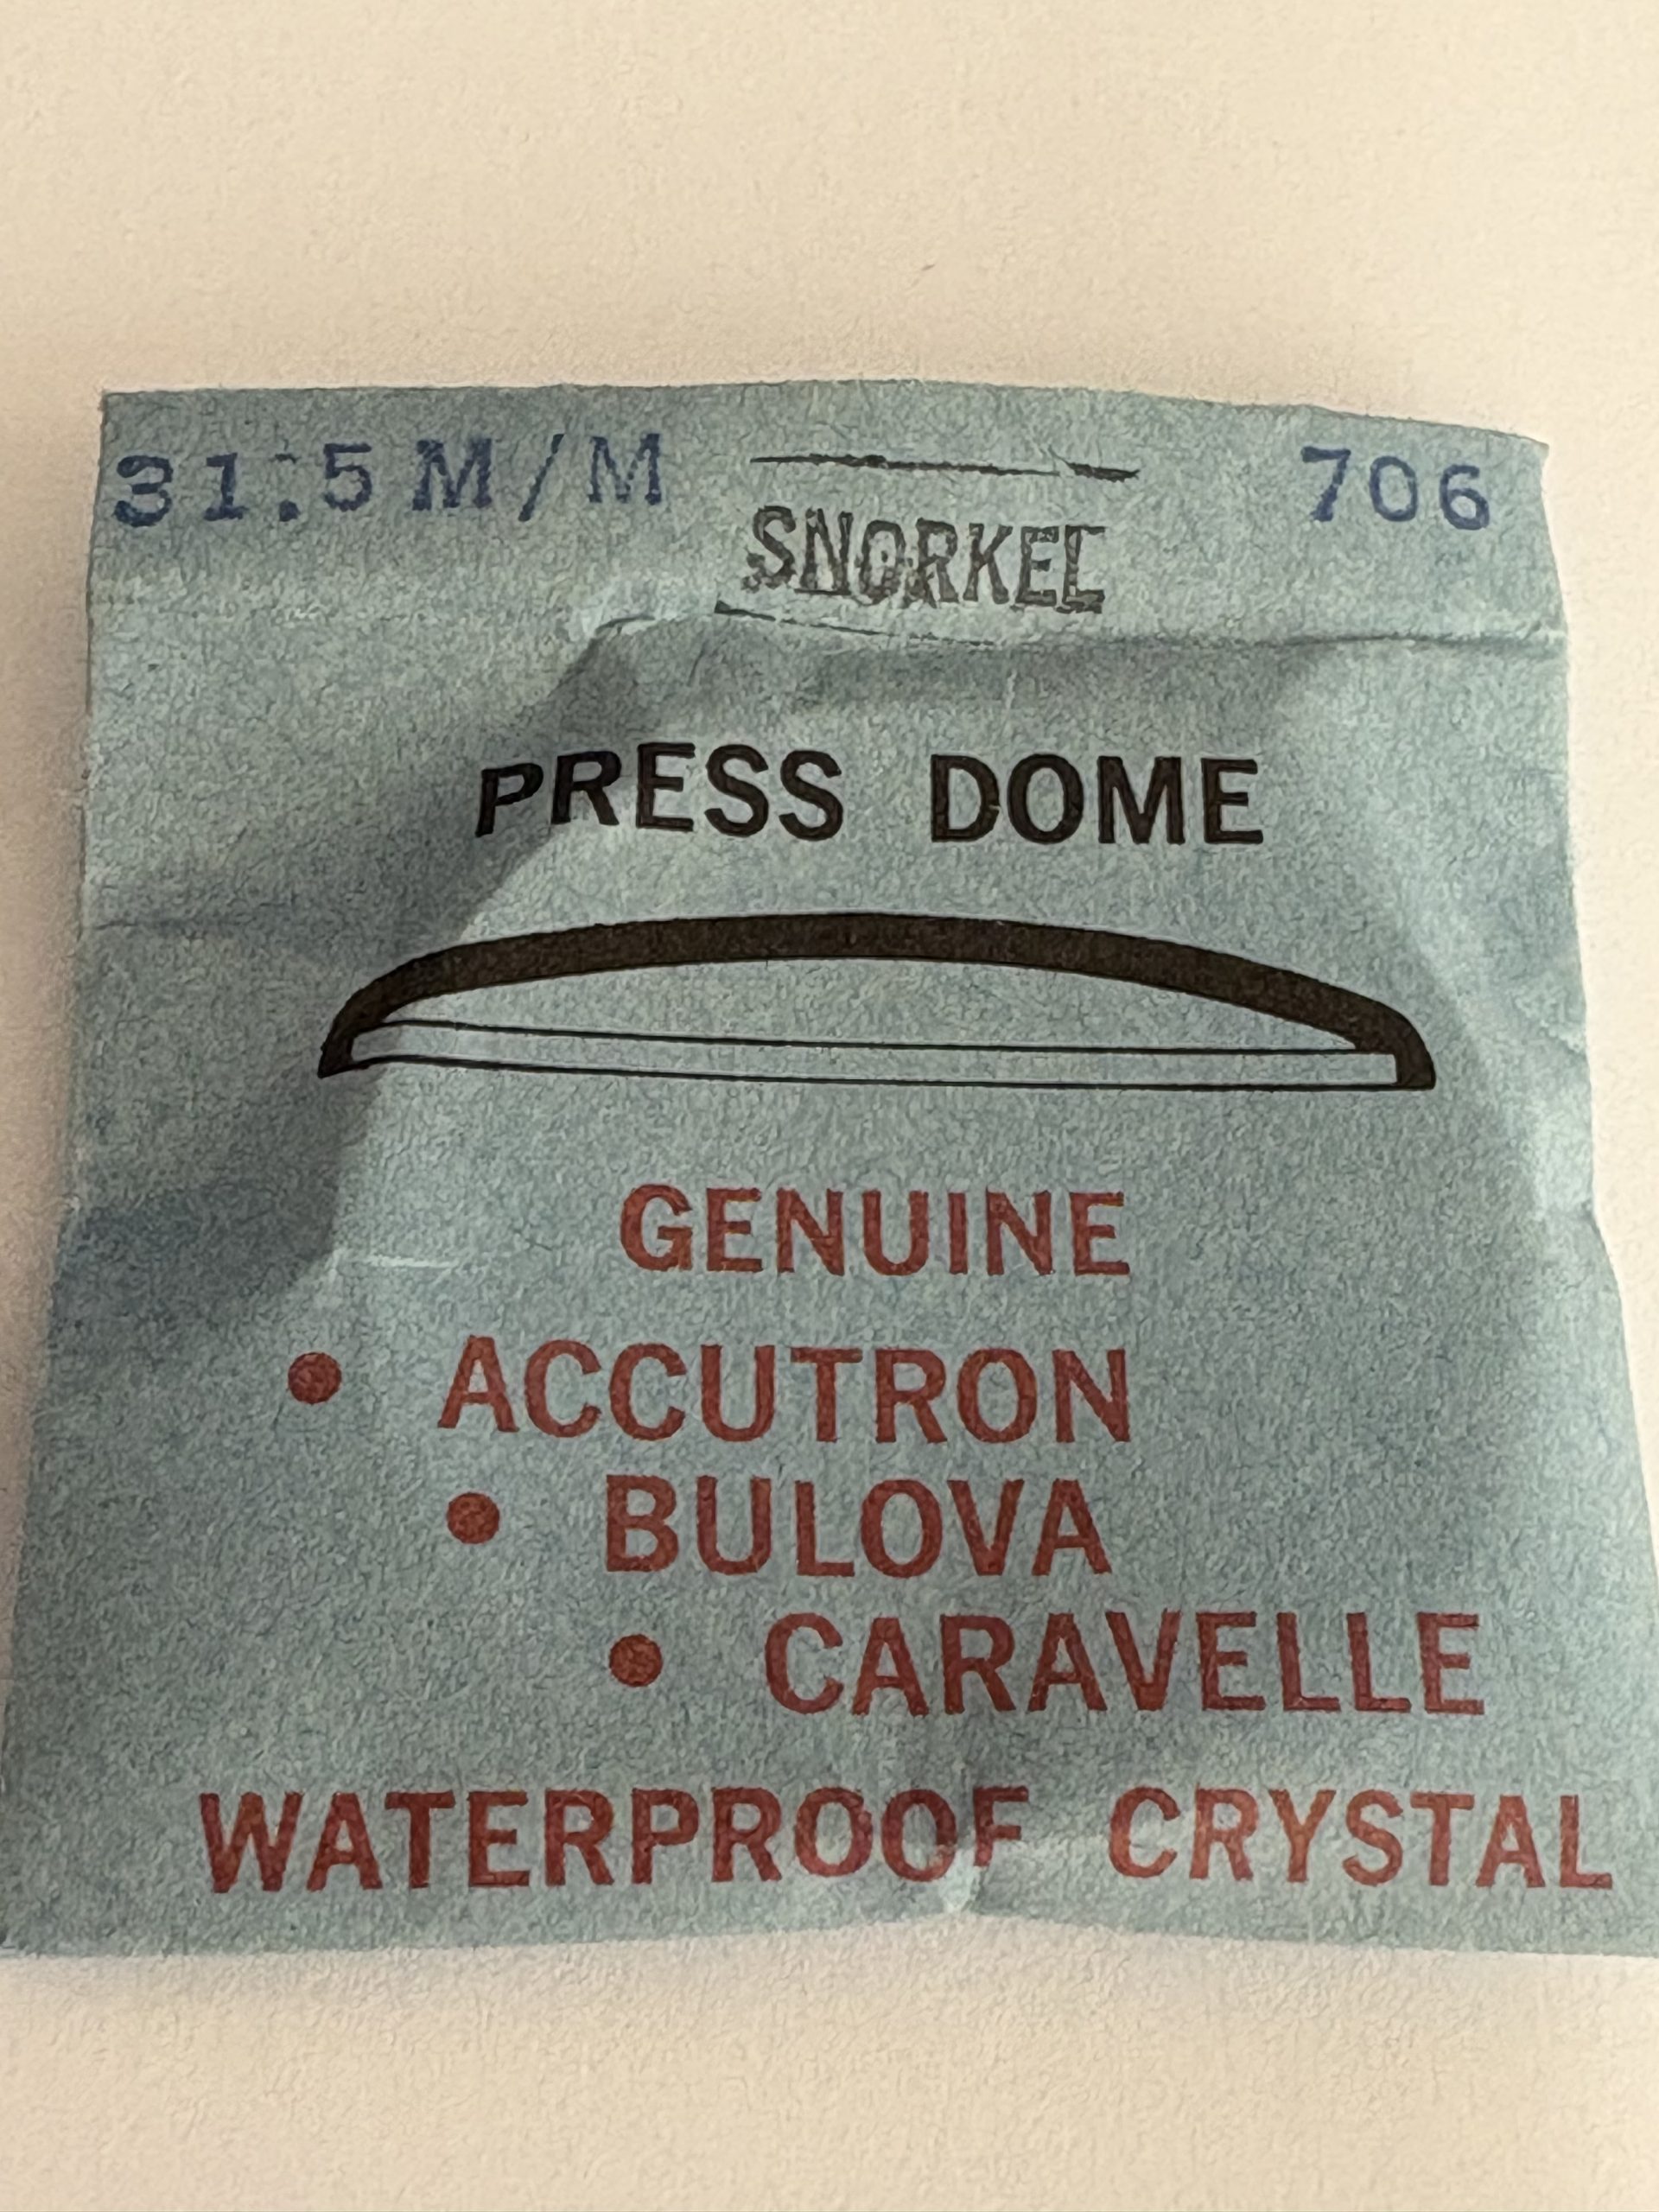 31.5 M/M SNORKEL 706
PRESS DOME
GENUINE
• ACCUTRON
• BULOVA
• CARAVELLE
WATERPROOF CRYSTAL